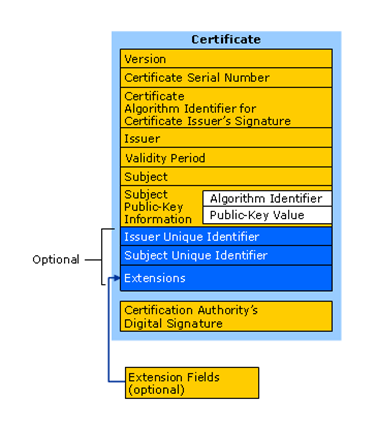 Certificate
Version
Certificate Serial Number
Certificate
Algorithm Identifier for
Certificate Issuer's Signature
Issuer
Validity Period
Subject
Subject
Public-Key
Information
Algorithm Identifier
Public-Key Value
Optional
Issuer Unique Identifier
Subject Unique Identifier
Extensions
Certification Authority's
Digital Signature
Extension Fields
(optional)